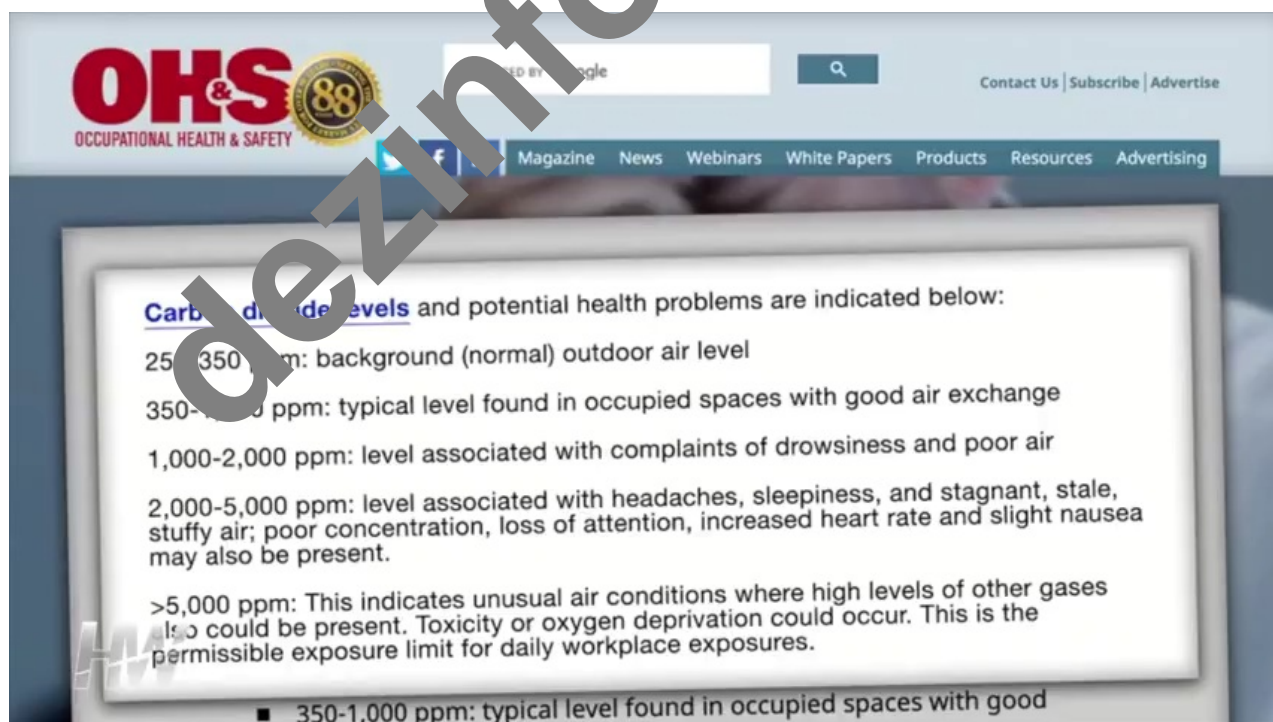 OH&S
OCCUPATIONAL HEALTH & SAFETY
88
BY
Contact Us | Subscribe | Advertise
f
Magazine News Webinars White Papers Products Resources Advertising
and potential health problems are indicated below:
350 background (normal) outdoor air level
ppm: typical level found in occupied spaces with good air exchange
1,000-2,000 ppm: level associated with complaints of drowsiness and poor air
2,000-5,000 ppm: level associated with headaches, sleepiness, and stagnant, stale,
stuffy air; poor concentration, loss of attention, increased heart rate and slight nausea
may also be present.
>5,000 ppm: This indicates unusual air conditions where high levels of other gases
also could be present. Toxicity or oxygen deprivation could occur. This is the
permissible exposure limit for daily workplace exposures.
350-1,000 ppm: typical level found in occupied spaces with good
dezinfo